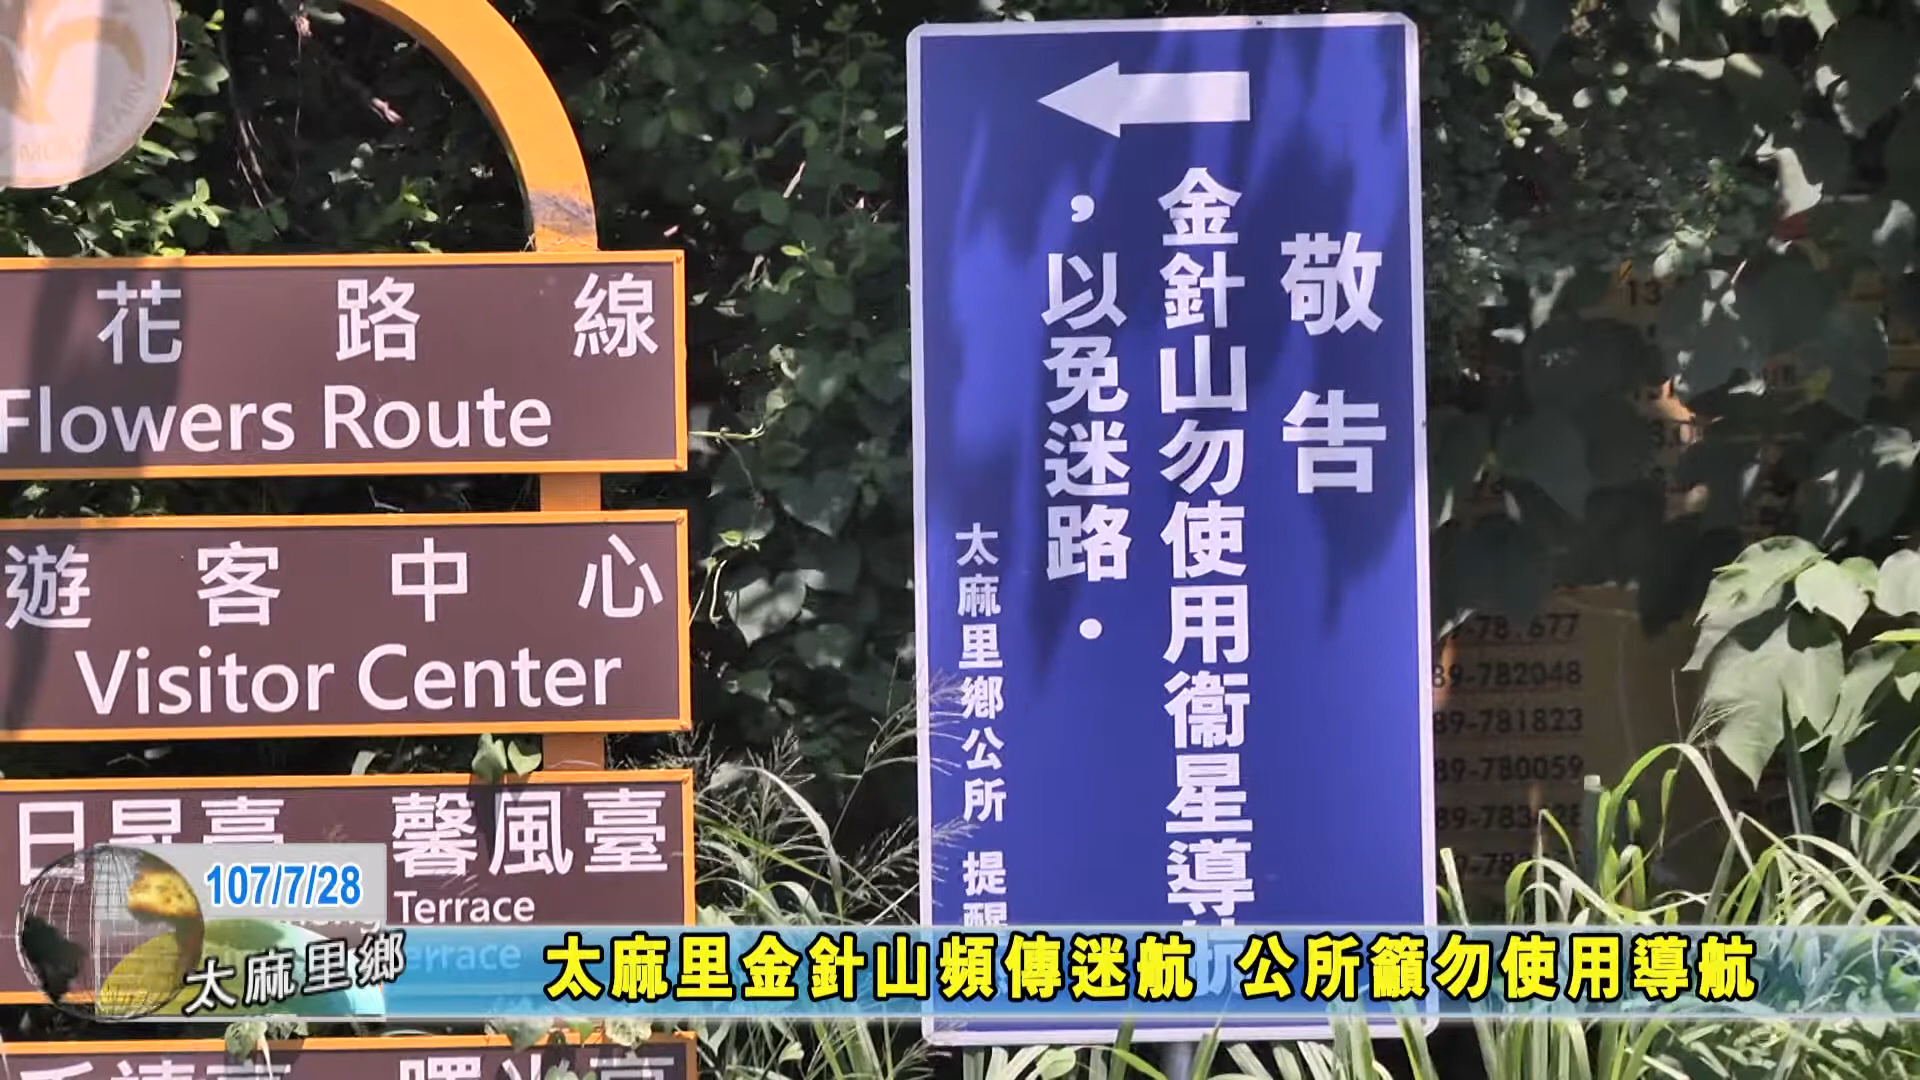 花路線
Flowers Route
遊客中心
Visitor Center
馨風臺
Terrace
敬告
金針山勿使用衞星導航
，以免迷路．
太麻里鄉公所 提醒
89-782048
89-781823
89-780059
107/7/28
太麻里鄉
太麻里金針山頻傳迷航 公所籲勿使用導航